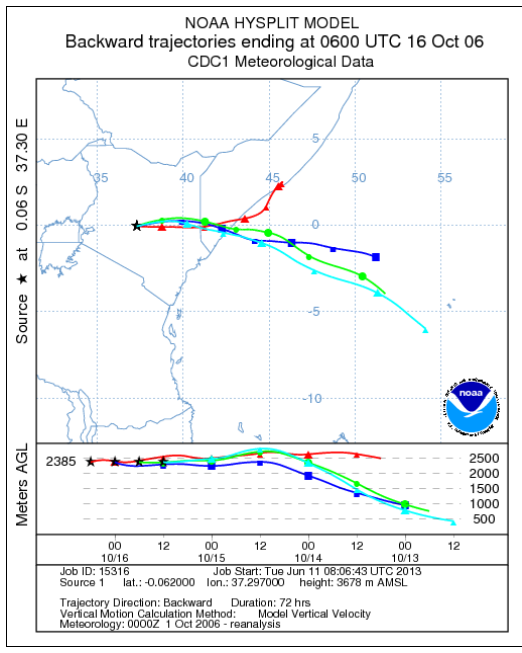 NOAA HYSPLIT MODEL
Backward trajectories ending at 0600 UTC 16 Oct 06
CDC1 Meteorological Data
Source ★ at 0.06 S 37.30 E
5
35 40 45 50 55
0
-5
-10
noaa
Meters AGL
2385
2500
2000
1500
1000
500
00 12 00 12 00 12 00 12
10/16 10/15 10/14 10/13
Job ID: 15316 Job Start: Tue Jun 11 08:06:43 UTC 2013
Source 1 lat.: -0.062000 lon.: 37.297000 height: 3678 m AMSL
Trajectory Direction: Backward Duration: 72 hrs
Vertical Motion Calculation Method: Model Vertical Velocity
Meteorology: 0000Z 1 Oct 2006 - reanalysis